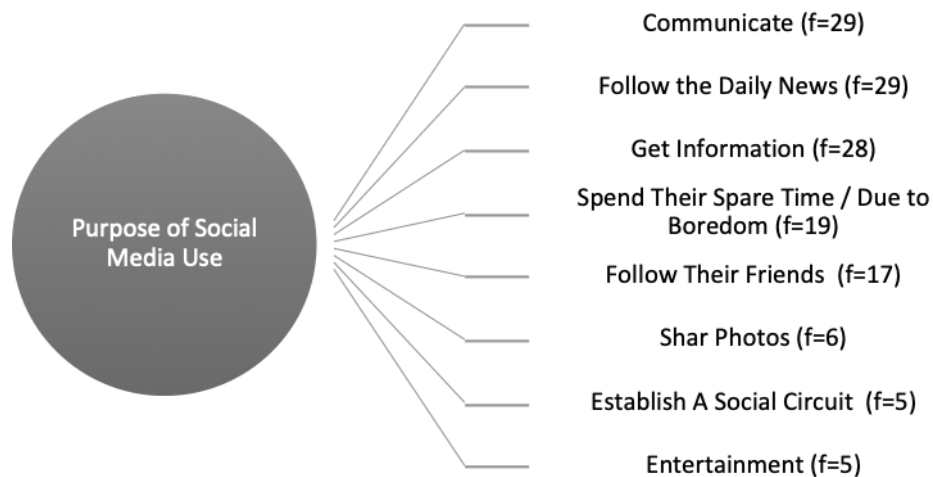 Communicate (f=29)
Follow the Daily News (f=29)
Get Information (f=28)
Spend Their Spare Time / Due to
Boredom (f=19)
Purpose of Social
Media Use
Follow Their Friends  (f=17)
Shar Photos (f=6)
Establish A Social Circuit  (f=5)
Entertainment (f=5)